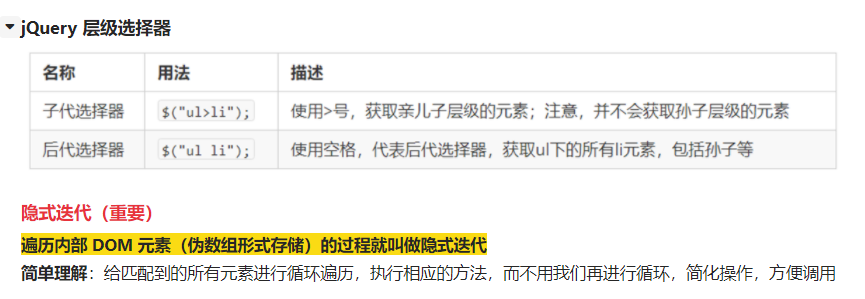 jQuery 层级选择器
名称 用法 描述
子代选择器 $("ul>li"); 使用>号，获取亲儿子层级的元素；注意，并不会获取孙子层级的元素
后代选择器 $("ul li"); 使用空格，代表后代选择器，获取ul下的所有li元素，包括孙子等
隐式迭代（重要）
遍历内部 DOM 元素（伪数组形式存储）的过程就叫做隐式迭代
简单理解：给匹配到的所有元素进行循环遍历，执行相应的方法，而不用我们再进行循环，简化操作，方便调用